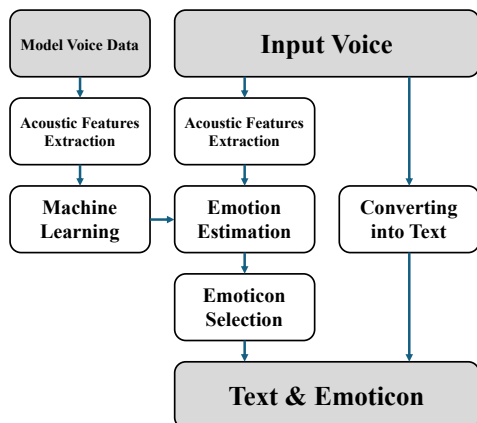 Model Voice Data
Input Voice
Acoustic Features
Extraction
Acoustic Features
Extraction
Machine
Learning
Emotion
Estimation
Converting
into Text
Emoticon
Selection
Text & Emoticon